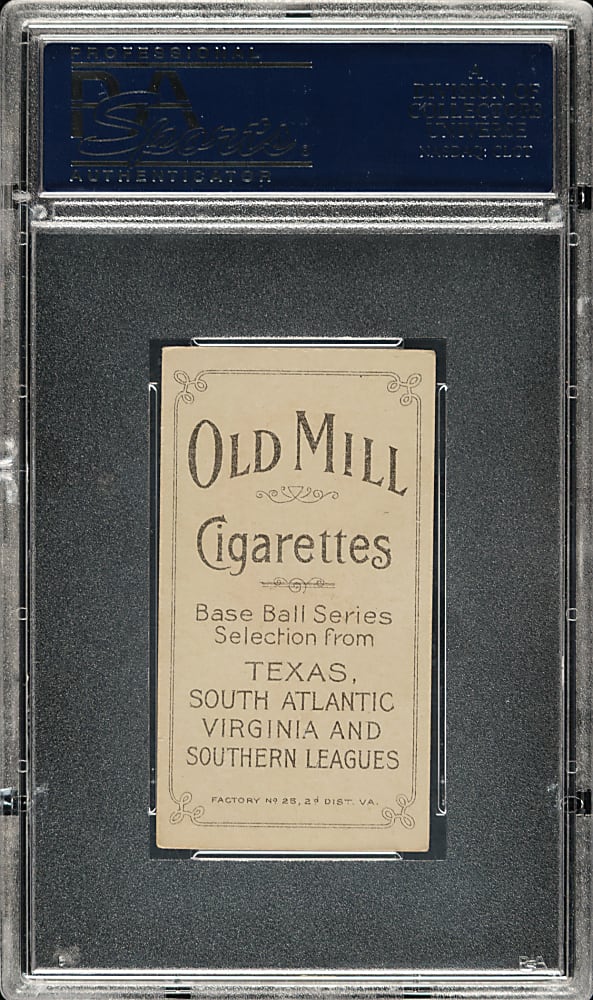 PROFESSIONAL
PSA
Sports
AUTHENTICATOR
A
DIVISION OF
COLLECTORS
UNIVERSE
NASDAQ: CLCT
OLD MILL
Cigarettes
Base Ball Series
Selection from
TEXAS,
SOUTH ATLANTIC
VIRGINIA AND
SOUTHERN LEAGUES
FACTORY Nº 25, 2d DIST. VA.
PSA